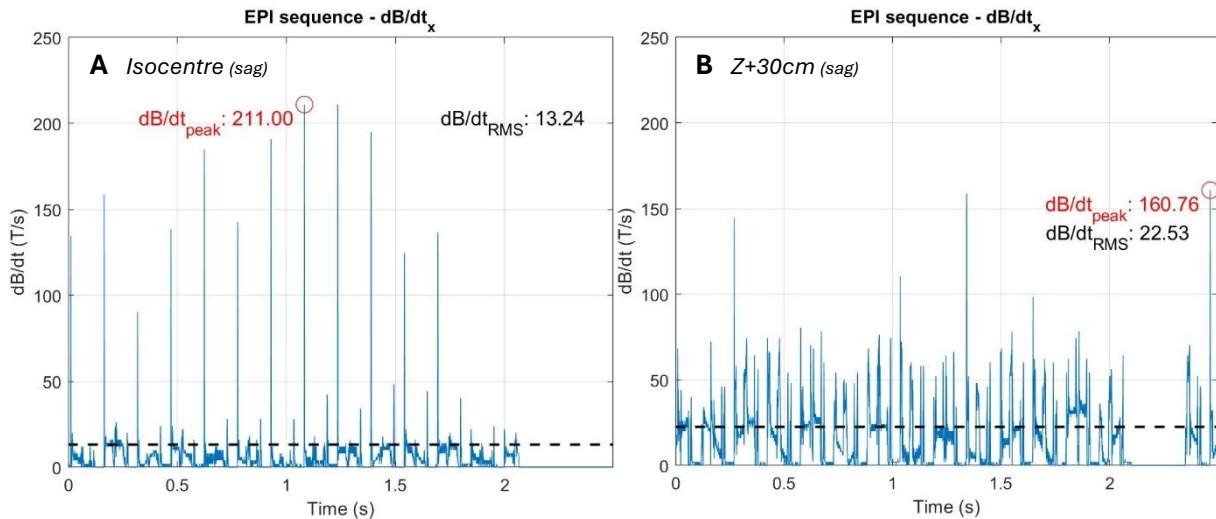 EPI sequence - dB/dtx
A Isocentre (sag)
dB/dtpeak: 211.00
dB/dtRMS: 13.24
dB/dt (T/s)
250
200
150
100
50
0
0 0.5 1 1.5 2
Time (s)
EPI sequence - dB/dtx
B Z+30cm (sag)
dB/dtpeak: 160.76
dB/dtRMS: 22.53
dB/dt (T/s)
250
200
150
100
50
0
0 0.5 1 1.5 2
Time (s)